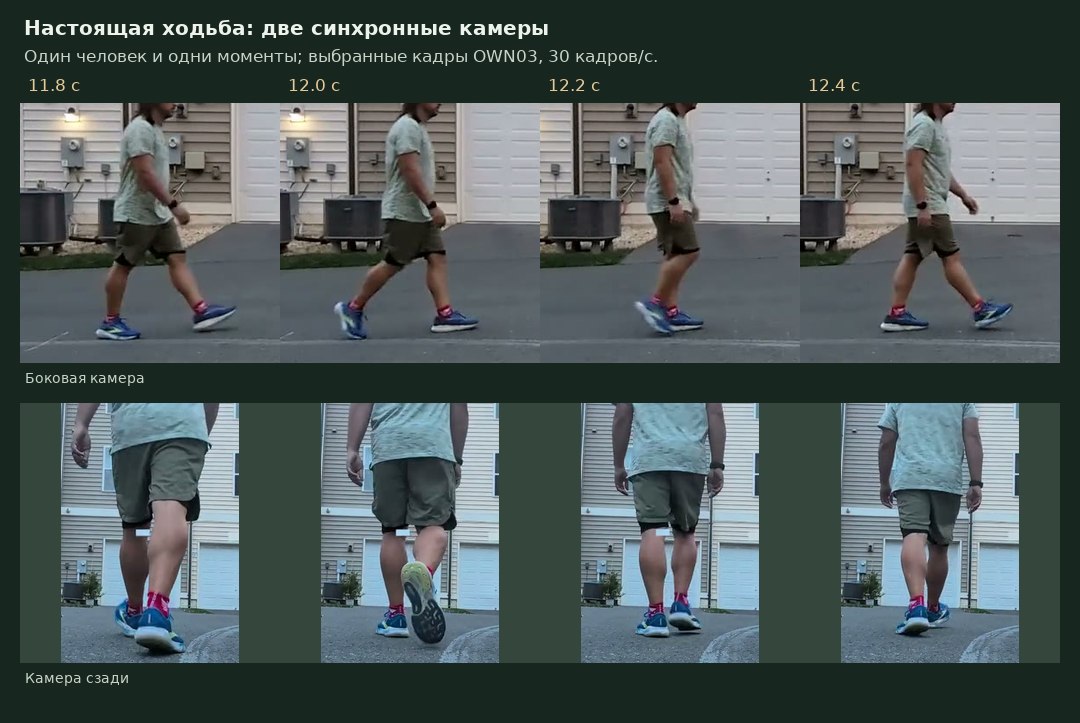 Настоящая ходьба: две синхронные камеры
Один человек и одни моменты; выбранные кадры OWN03, 30 кадров/с.
11.8 с 12.0 с 12.2 с 12.4 с
Боковая камера
Камера сзади